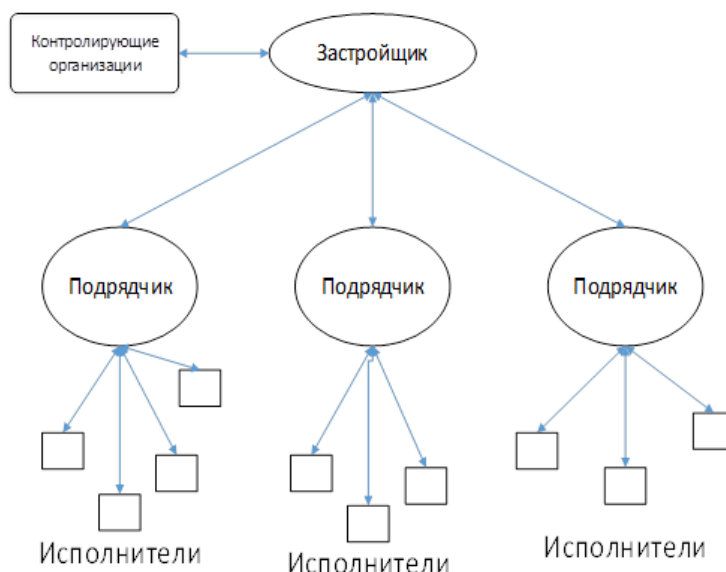 Контролирующие
организации
Застройщик
Подрядчик
Подрядчик
Подрядчик
Исполнители
Исполнители
Исполнители